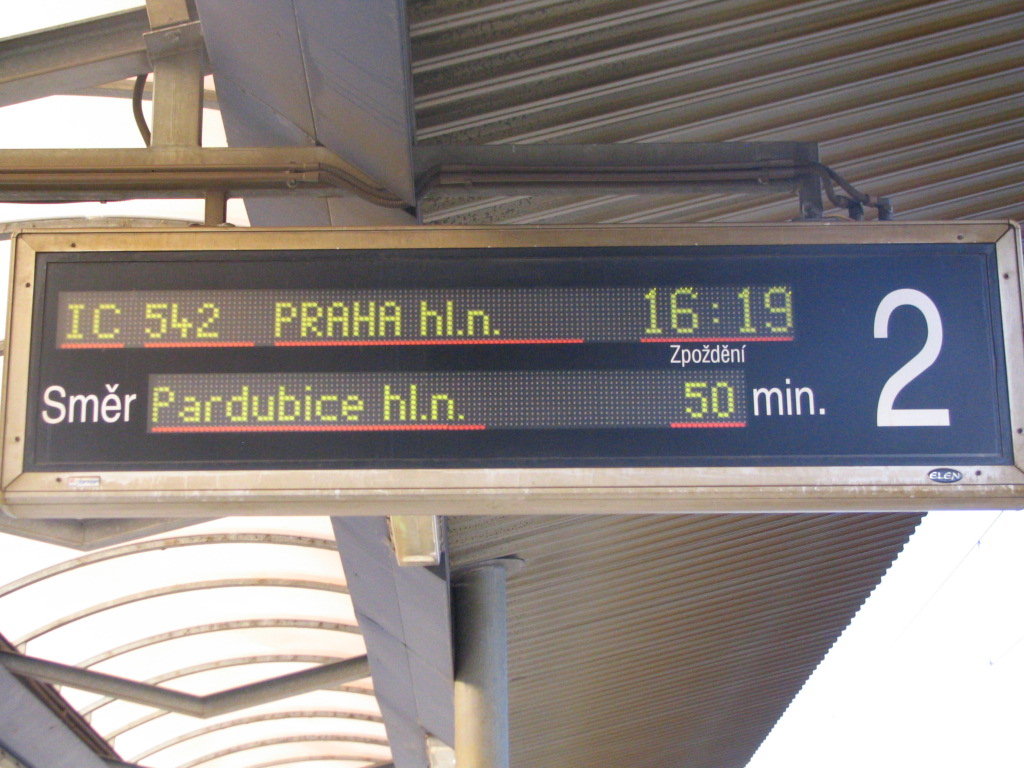 IC 542 PRAHA hl.n. 16:19
Zpoždění
Směr Pardubice hl.n. 50 min.
2
ELEN